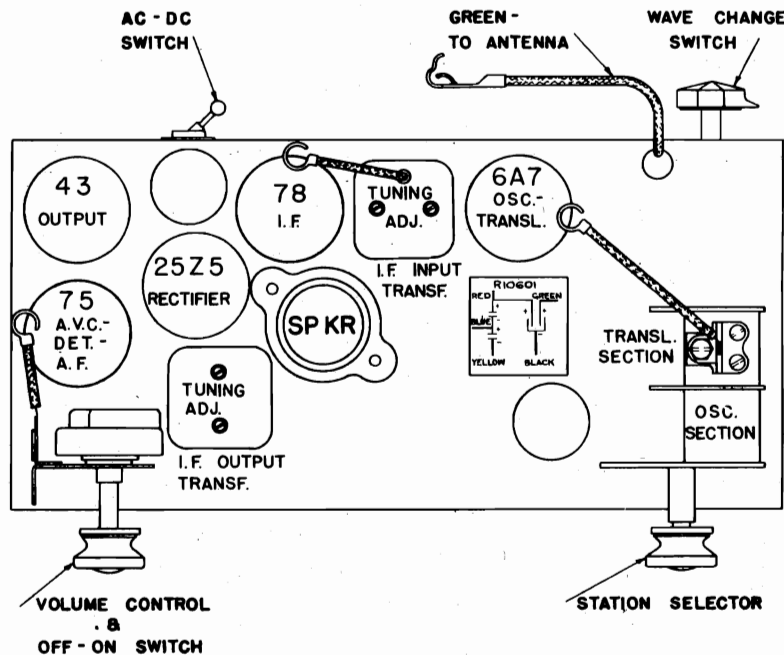 AC - DC
SWITCH
GREEN -
TO ANTENNA
WAVE CHANGE
SWITCH
43
OUTPUT
78
I.F.
TUNING
ADJ.
I.F. INPUT
TRANSF.
6A7
OSC.-
TRANSL.
25Z5
RECTIFIER
75
A.V.C.-
DET.-
A.F.
SPKR
R10601
RED
GREEN
BLUE
YELLOW
BLACK
TRANSL.
SECTION
OSC.
SECTION
TUNING
ADJ.
I.F. OUTPUT
TRANSF.
VOLUME CONTROL
&
OFF - ON SWITCH
STATION SELECTOR